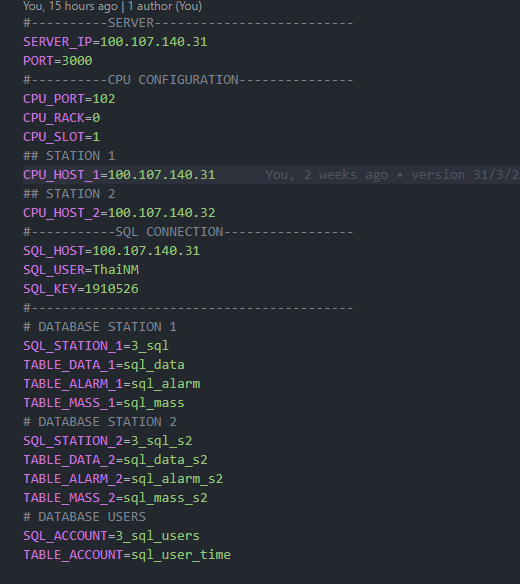 You, 15 hours ago | 1 author (You)
#----------SERVER--------------------------
SERVER_IP=100.107.140.31
PORT=3000
#----------CPU CONFIGURATION---------------
CPU_PORT=102
CPU_RACK=0
CPU_SLOT=1
## STATION 1
CPU_HOST_1=100.107.140.31 You, 2 weeks ago • version 31/3/2
## STATION 2
CPU_HOST_2=100.107.140.32
#-----------SQL CONNECTION-----------------
SQL_HOST=100.107.140.31
SQL_USER=ThaiNM
SQL_KEY=1910526
#------------------------------------------
# DATABASE STATION 1
SQL_STATION_1=3_sql
TABLE_DATA_1=sql_data
TABLE_ALARM_1=sql_alarm
TABLE_MASS_1=sql_mass
# DATABASE STATION 2
SQL_STATION_2=3_sql_s2
TABLE_DATA_2=sql_data_s2
TABLE_ALARM_2=sql_alarm_s2
TABLE_MASS_2=sql_mass_s2
# DATABASE USERS
SQL_ACCOUNT=3_sql_users
TABLE_ACCOUNT=sql_user_time